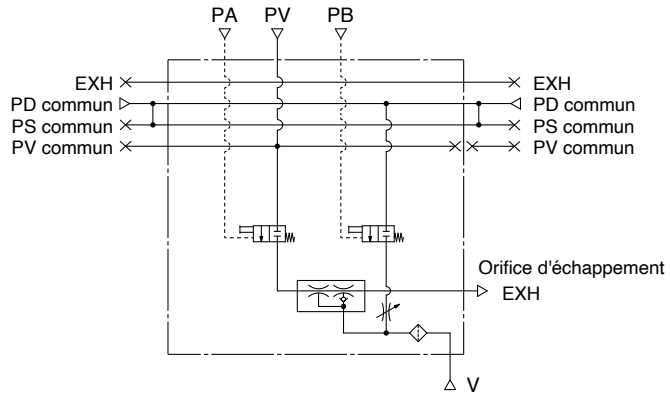 PA PV PB
EXH EXH
PD commun PD commun
PS commun PS commun
PV commun PV commun
Orifice d'échappement
EXH
V